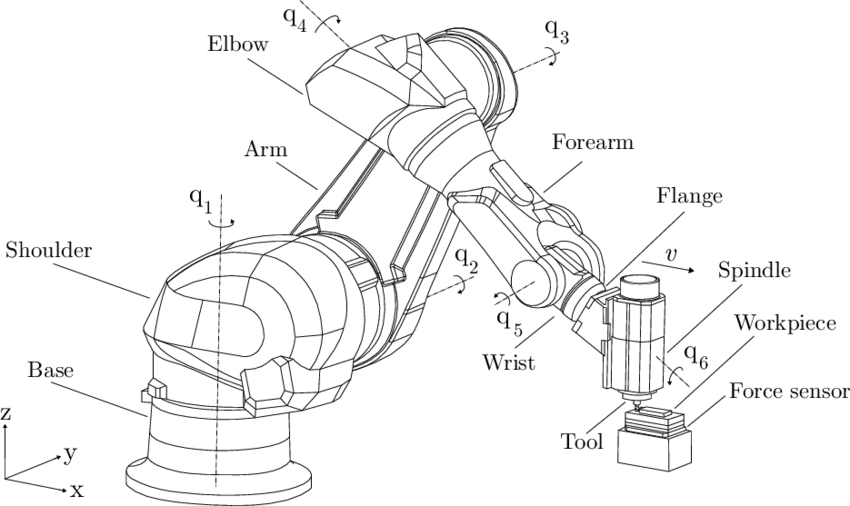 q4
q3
Elbow
Arm
Forearm
q1
Flange
Shoulder
q2
v
Spindle
q5
Workpiece
Wrist
q6
Base
Force sensor
z
Tool
y
x